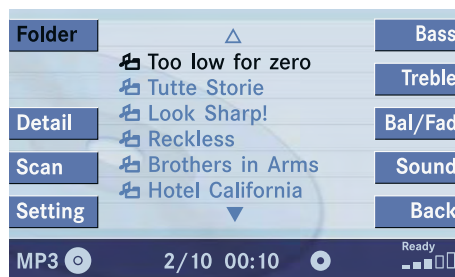 Folder
Bass
Too low for zero
Treble
Tutte Storie
Look Sharp!
Detail
Bal/Fad
Reckless
Scan
Brothers in Arms
Sound
Hotel California
Setting
Back
MP3 2/10 00:10 Ready